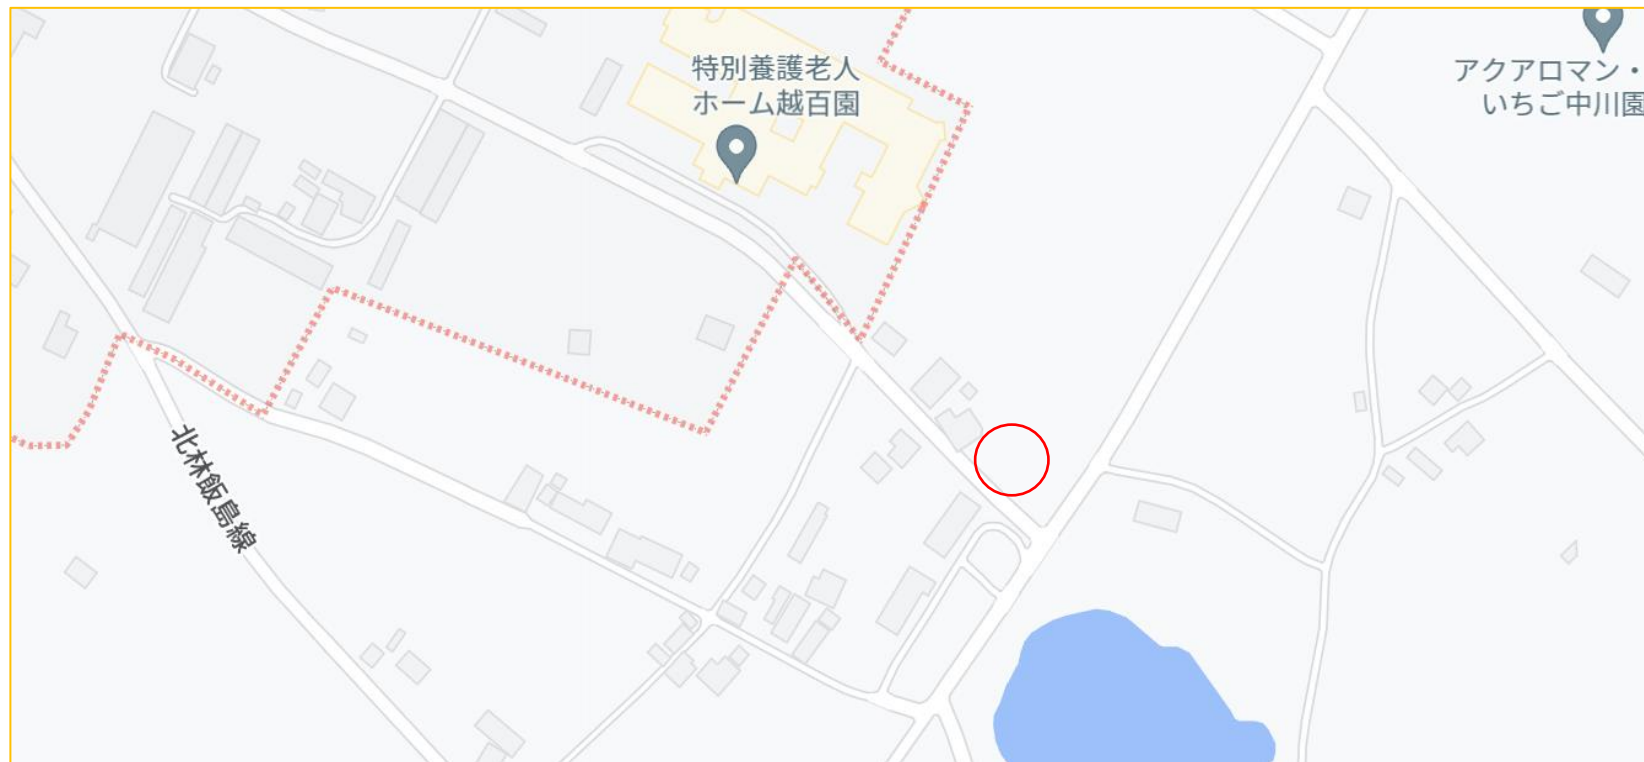 特別養護老人
ホーム越百園
アクアロマン・
いちご中川園
北林飯島線